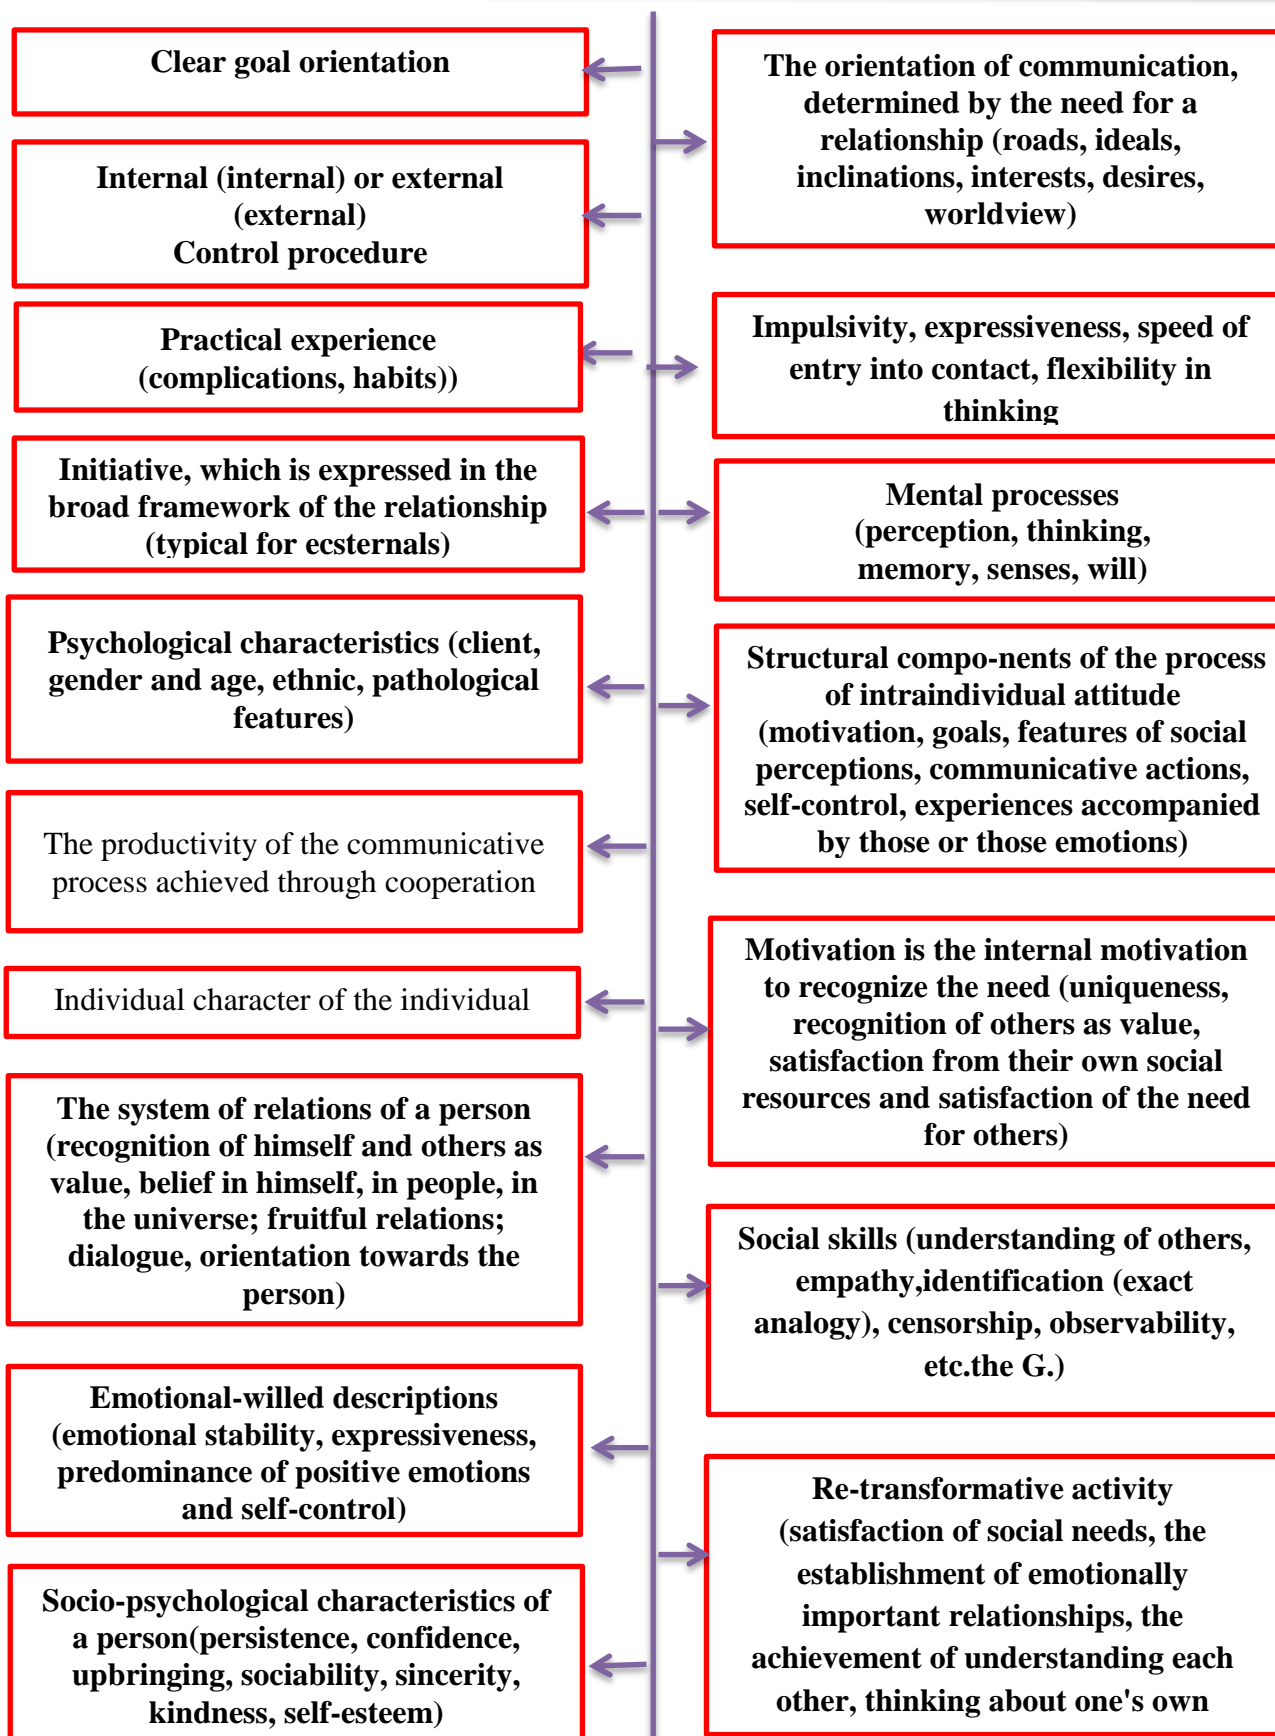 Clear goal orientation
Internal (internal) or external
(external)
Control procedure
Practical experience
(complications, habits))
Initiative, which is expressed in the
broad framework of the relationship
(typical for ecsternals)
Psychological characteristics (client,
gender and age, ethnic, pathological
features)
The productivity of the communicative
process achieved through cooperation
Individual character of the individual
The system of relations of a person
(recognition of himself and others as
value, belief in himself, in people, in
the universe; fruitful relations;
dialogue, orientation towards the
person)
Emotional-willed descriptions
(emotional stability, expressiveness,
predominance of positive emotions
and self-control)
Socio-psychological characteristics of
a person(persistence, confidence,
upbringing, sociability, sincerity,
kindness, self-esteem)
The orientation of communication,
determined by the need for a
relationship (roads, ideals,
inclinations, interests, desires,
worldview)
Impulsivity, expressiveness, speed of
entry into contact, flexibility in
thinking
Mental processes
(perception, thinking,
memory, senses, will)
Structural compo-nents of the process
of intraindividual attitude
(motivation, goals, features of social
perceptions, communicative actions,
self-control, experiences accompanied
by those or those emotions)
Motivation is the internal motivation
to recognize the need (uniqueness,
recognition of others as value,
satisfaction from their own social
resources and satisfaction of the need
for others)
Social skills (understanding of others,
empathy,identification (exact
analogy), censorship, observability,
etc.the G.)
Re-transformative activity
(satisfaction of social needs, the
establishment of emotionally
important relationships, the
achievement of understanding each
other, thinking about one's own